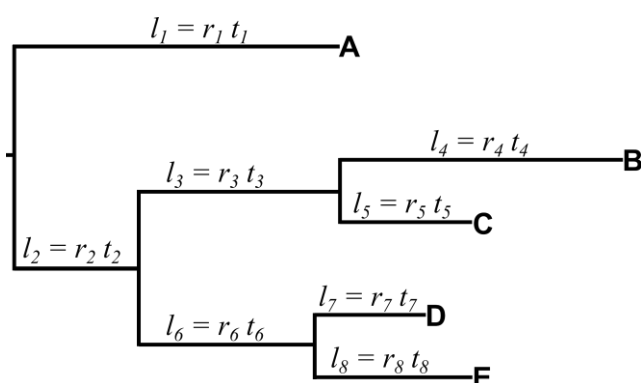 l₁ = r₁ t₁
A
l₄ = r₄ t₄
B
l₃ = r₃ t₃
l₅ = r₅ t₅
C
l₂ = r₂ t₂
l₇ = r₇ t₇
D
l₆ = r₆ t₆
l₈ = r₈ t₈